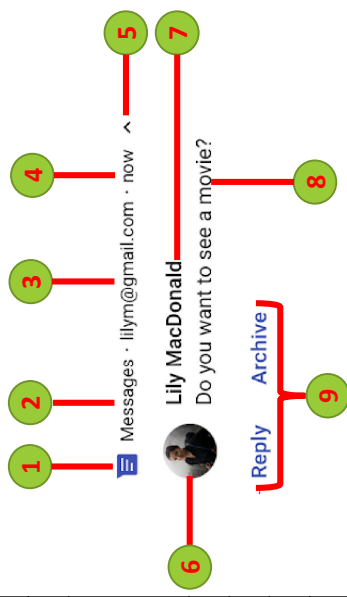 1 2 3 4 5
Messages · lilym@gmail.com · now
6 Lily MacDonald 7
Do you want to see a movie? 8
Reply Archive
9